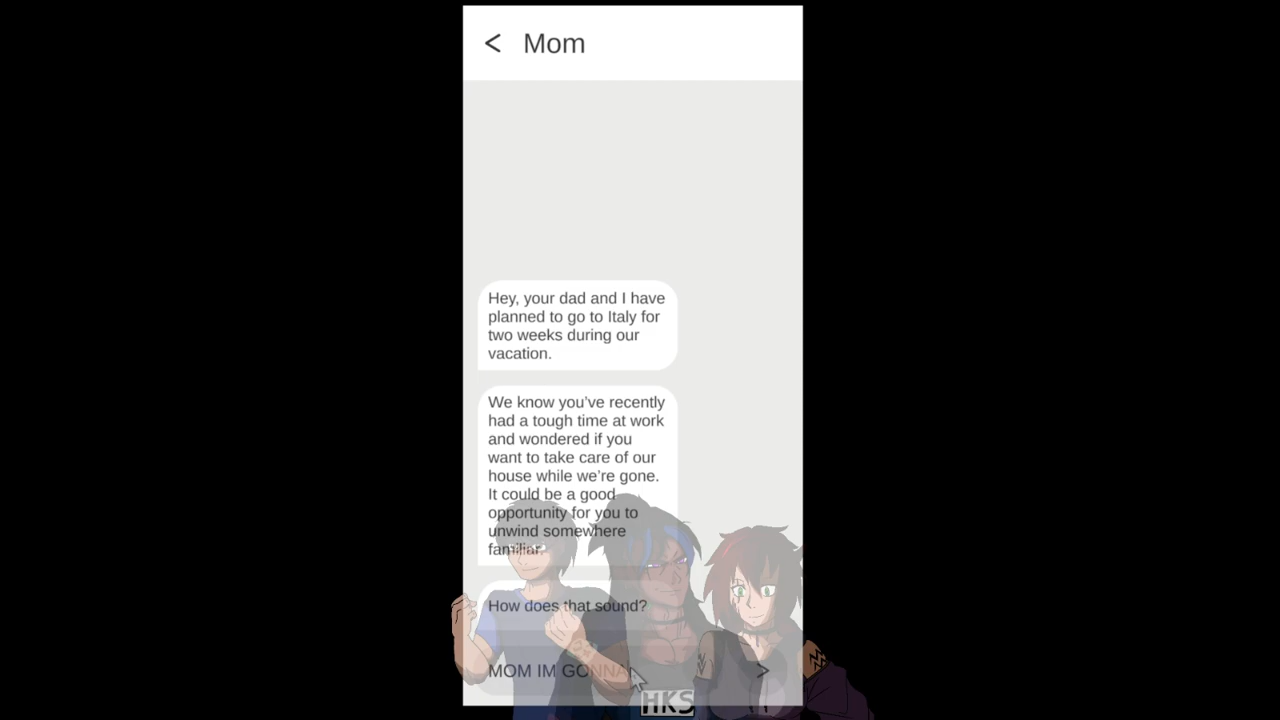 < Mom
Hey, your dad and I have
planned to go to Italy for
two weeks during our
vacation.
We know you’ve recently
had a tough time at work
and wondered if you
want to take care of our
house while we’re gone.
It could be a good
opportunity for you to
unwind somewhere
familiar.
How does that sound?
MOM IM GONNA >
HKS